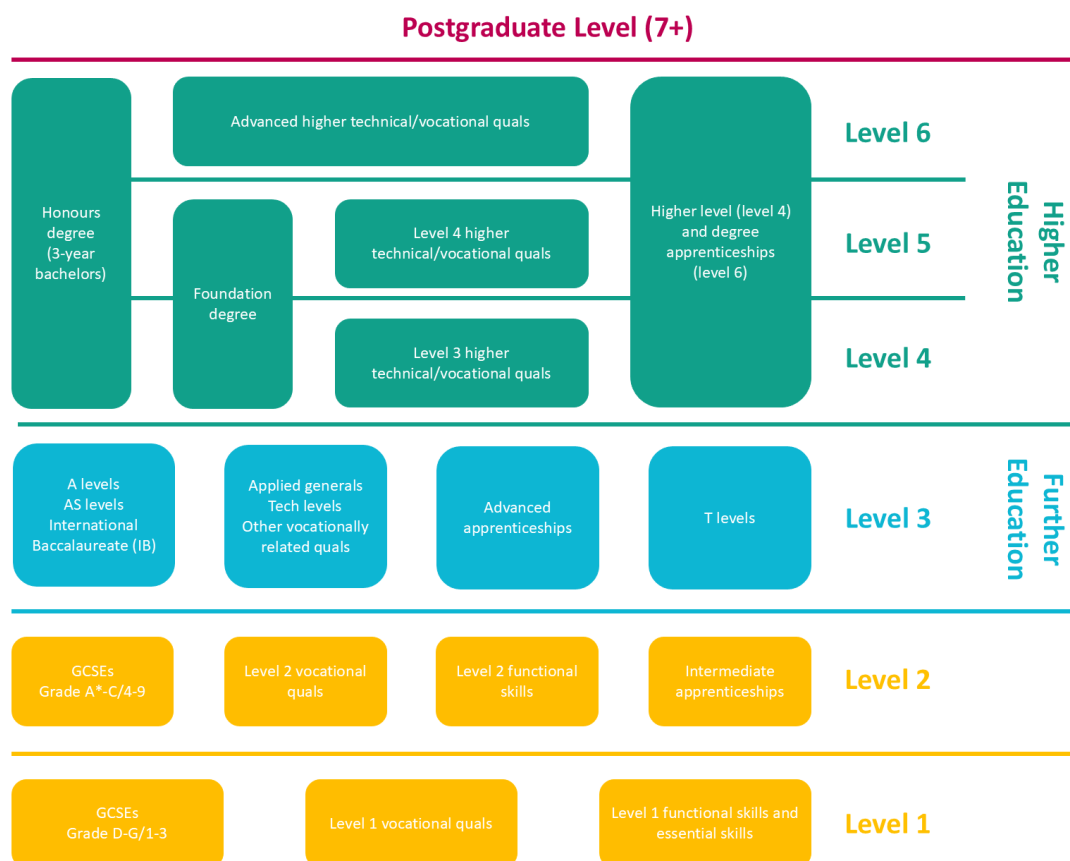 Postgraduate Level (7+)
Advanced higher technical/vocational quals
Level 6
Honours
degree
(3-year
bachelors)
Foundation
degree
Level 4 higher
technical/vocational quals
Higher level (level 4)
and degree
apprenticeships
(level 6)
Level 5
Level 3 higher
technical/vocational quals
Level 4
Higher
Education
A levels
AS levels
International
Baccalaureate (IB)
Applied generals
Tech levels
Other vocationally
related quals
Advanced
apprenticeships
T levels
Level 3
Further
Education
GCSEs
Grade A*-C/4-9
Level 2 vocational
quals
Level 2 functional
skills
Intermediate
apprenticeships
Level 2
GCSEs
Grade D-G/1-3
Level 1 vocational quals
Level 1 functional skills and
essential skills
Level 1